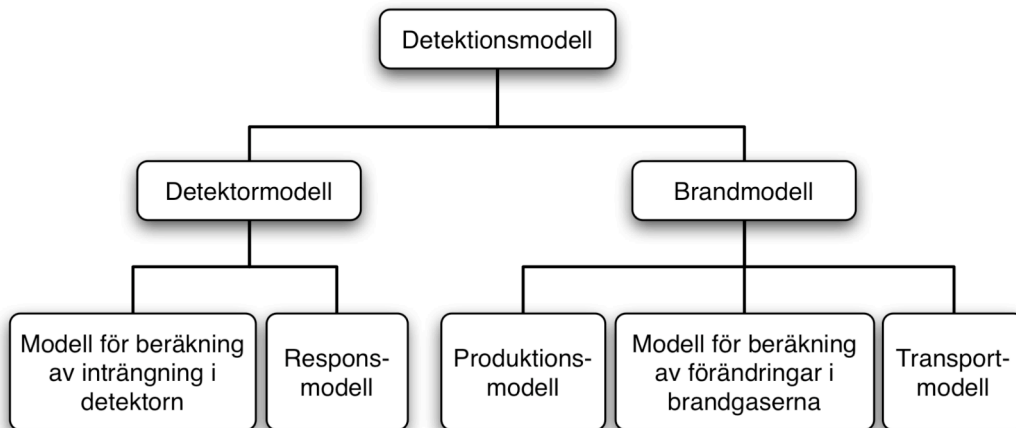 Detektionsmodell
Detektormodell
Brandmodell
Modell för beräkning
av inträngning i
detektorn
Respons-
modell
Produktions-
modell
Modell för beräkning
av förändringar i
brandgaserna
Transport-
modell